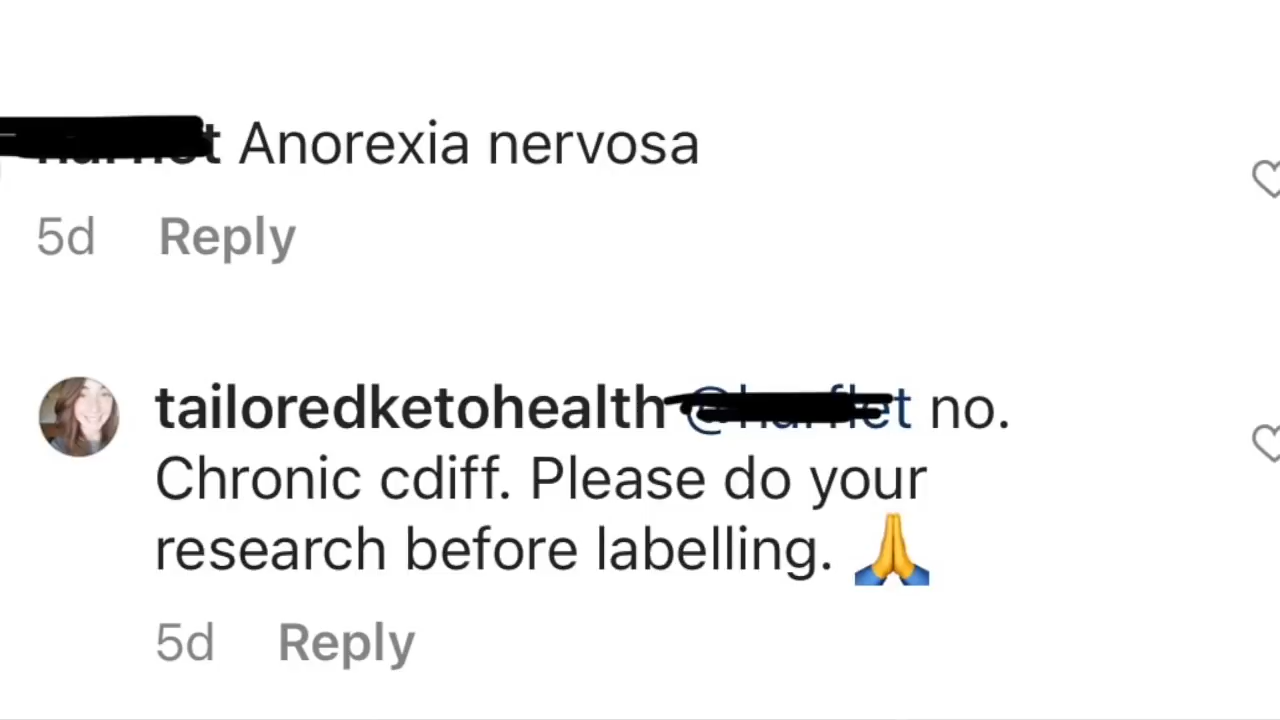 Anorexia nervosa
5d Reply
tailoredketohealth no.
Chronic cdiff. Please do your
research before labelling. 🙏
5d Reply